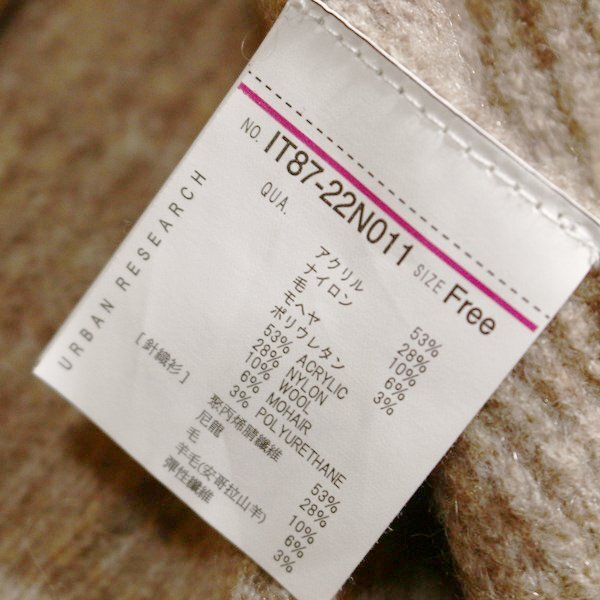 NO. IT87-22N011 SIZE Free
QUA.
アクリル 53%
ナイロン 28%
毛 10%
モヘヤ 6%
ポリウレタン 3%
53% ACRYLIC
28% NYLON
10% WOOL
6% MOHAIR
3% POLYURETHANE
[針織衫]
聚丙烯腈纖維 53%
尼龍 28%
毛 10%
羊毛(安哥拉山羊) 6%
彈性纖維 3%
URBAN RESEARCH